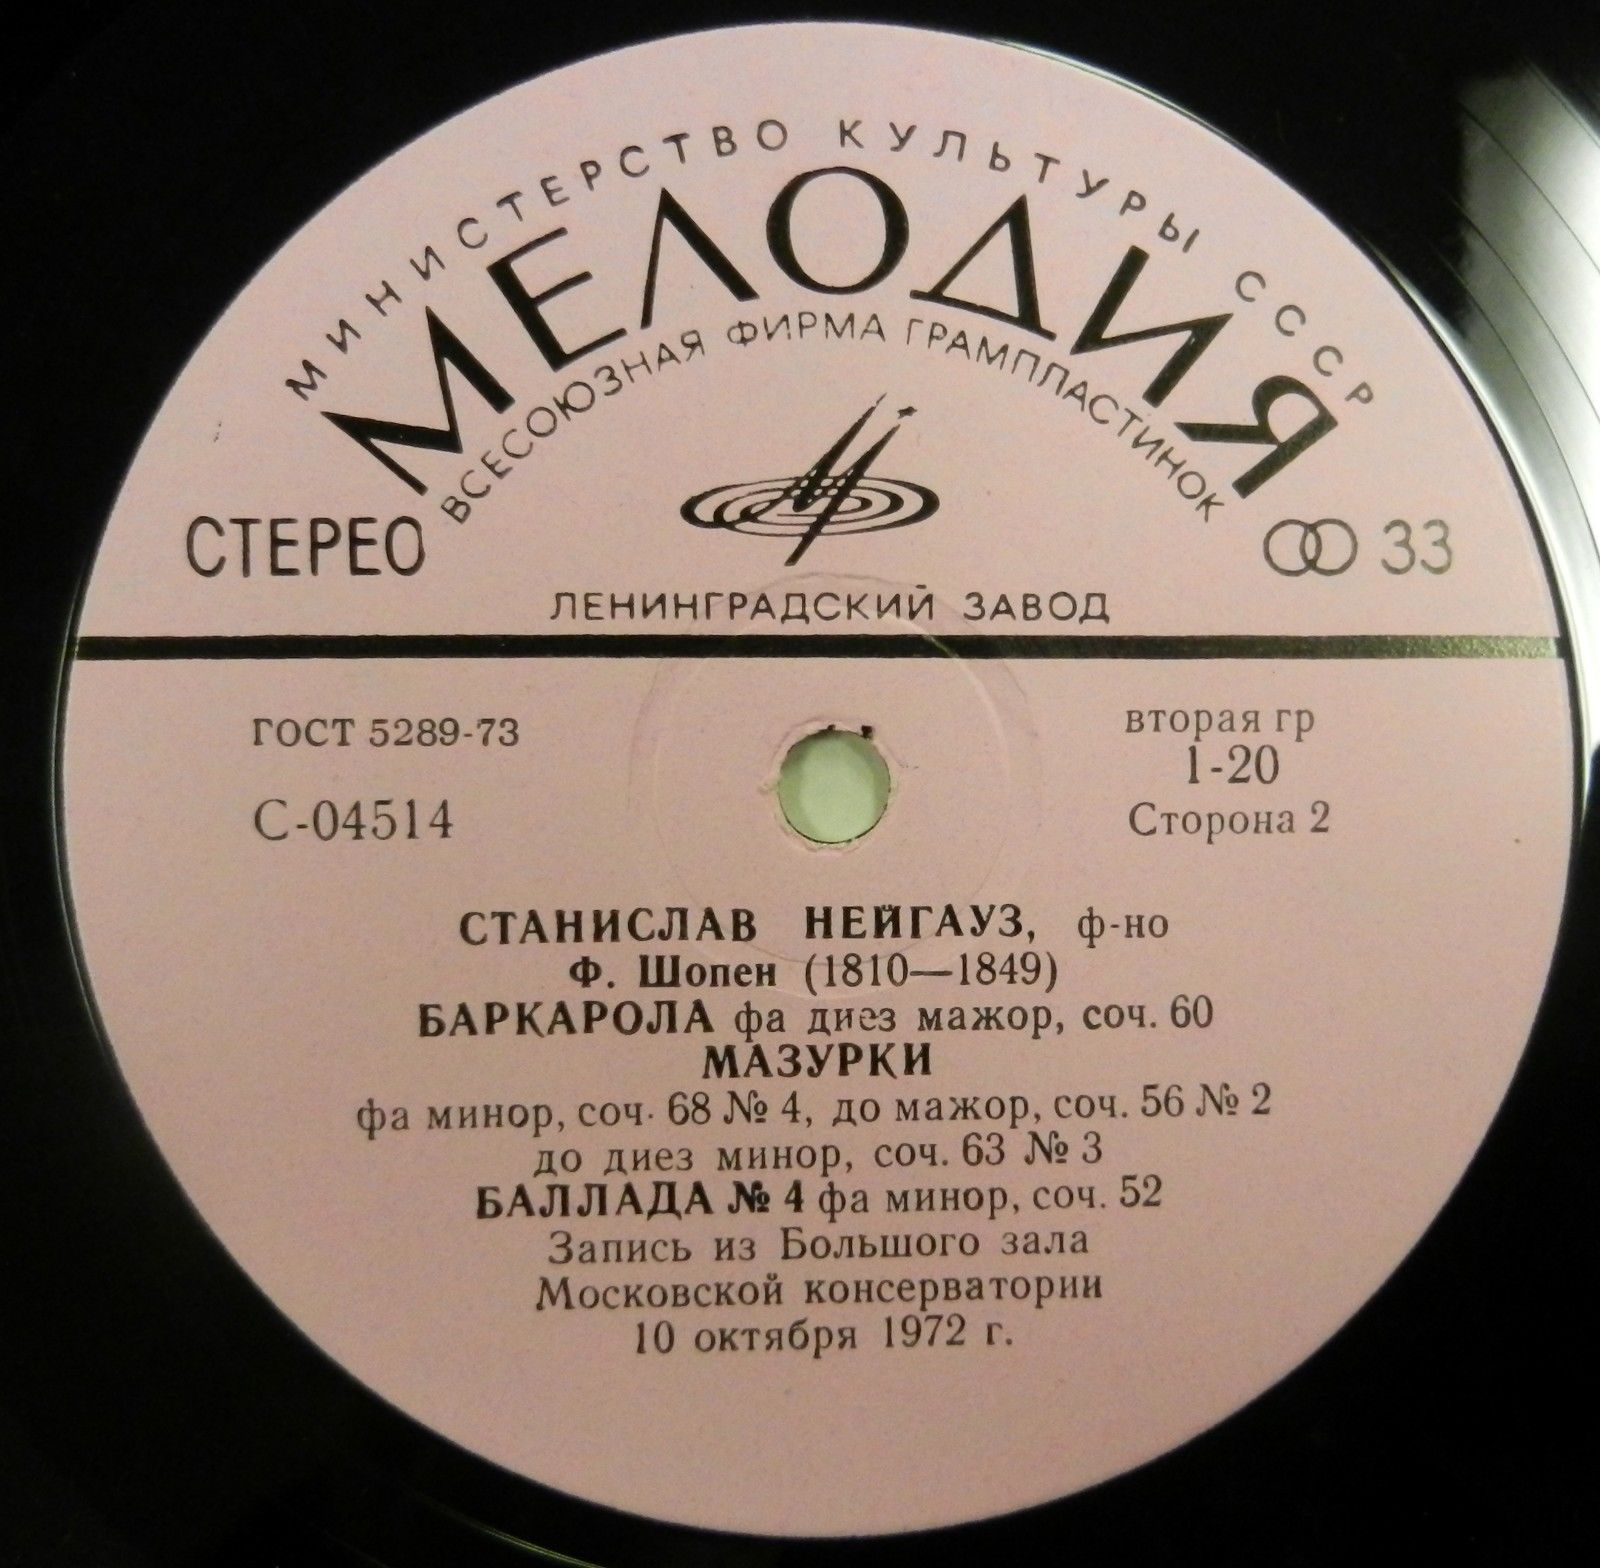 МИНИСТЕРСТВО КУЛЬТУРЫ СССР
МЕЛОДИЯ
ВСЕСОЮЗНАЯ ФИРМА ГРАМПЛАСТИНОК
СТЕРЕО
33
ЛЕНИНГРАДСКИЙ ЗАВОД
ГОСТ 5289-73
вторая гр
1-20
С-04514
Сторона 2
СТАНИСЛАВ НЕЙГАУЗ, ф-но
Ф. Шопен (1810—1849)
БАРКАРОЛА фа диез мажор, соч. 60
МАЗУРКИ
фа минор, соч. 68 № 4, до мажор, соч. 56 № 2
до диез минор, соч. 63 № 3
БАЛЛАДА № 4 фа минор, соч. 52
Запись из Большого зала
Московской консерватории
10 октября 1972 г.